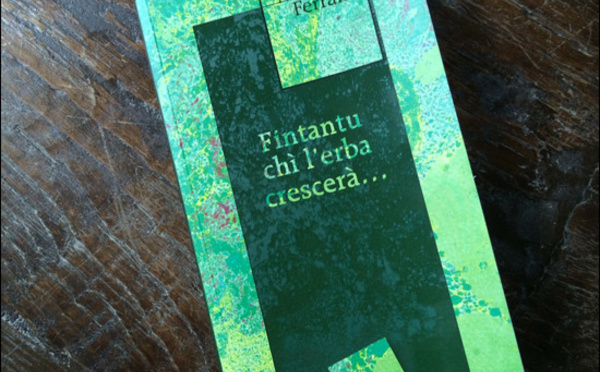 Fintantu
chì l'erba
crescerà...